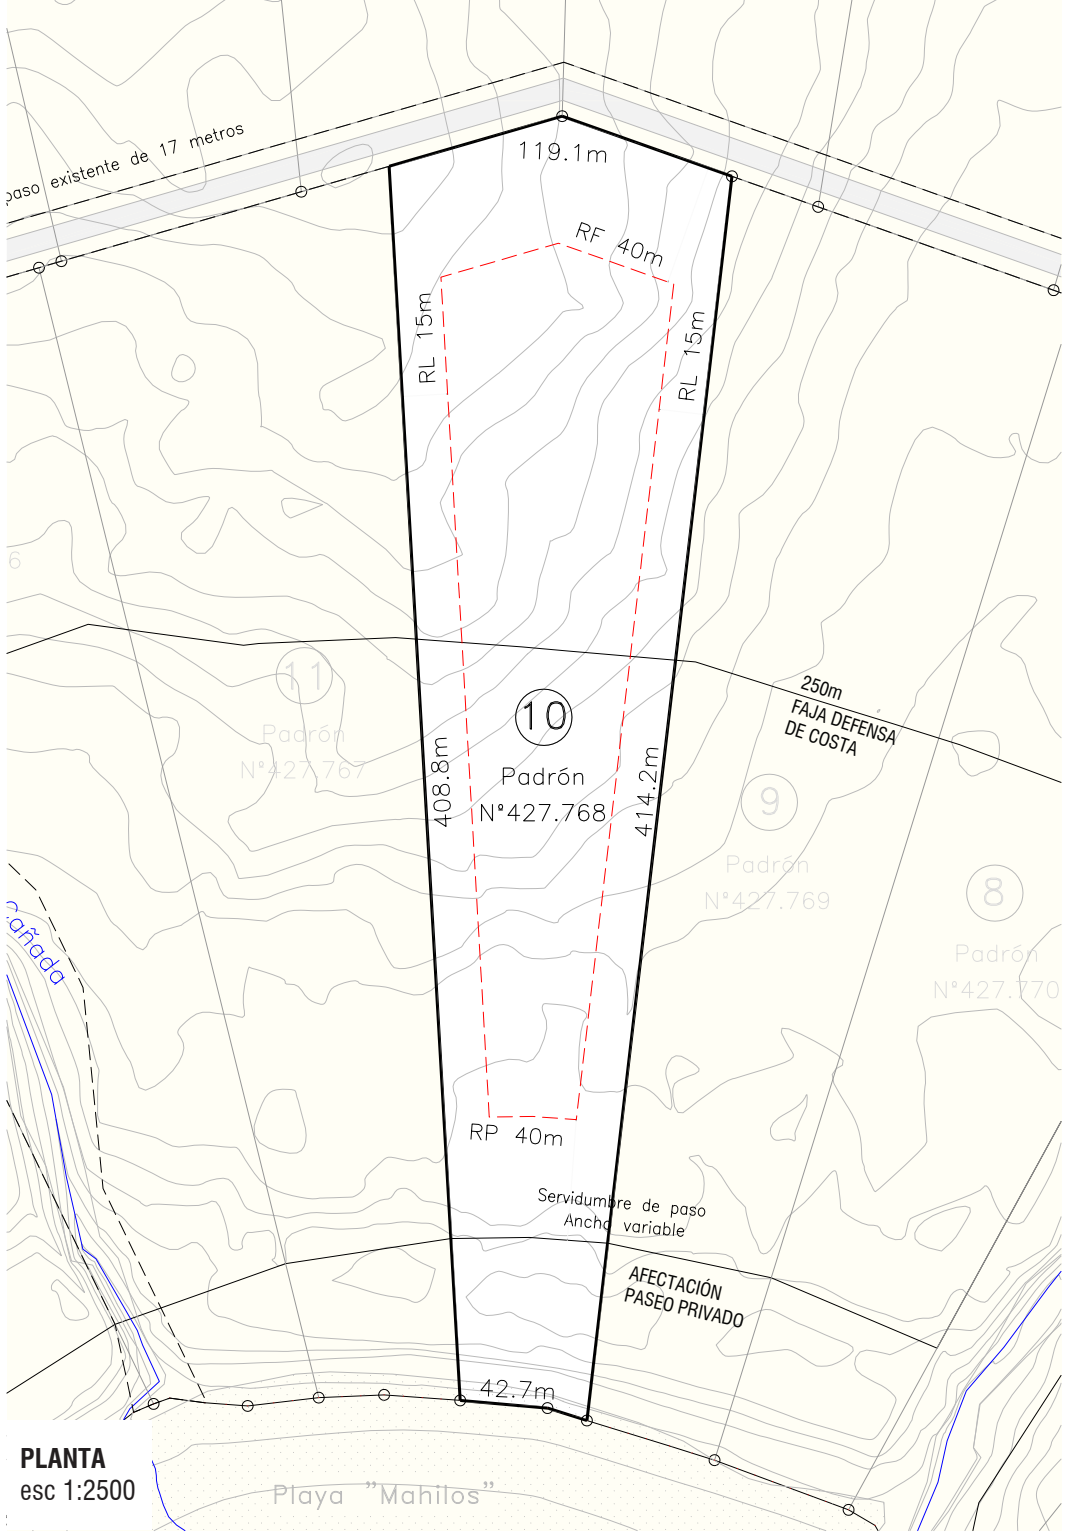 paso existente de 17 metros
119.1m
RF 40m
RL 15m
RL 15m
6
11
Padrón
N°427.767
10
Padrón
N°427.768
408.8m
414.2m
250m
FAJA DEFENSA
DE COSTA
9
Padrón
N°427.769
8
Padrón
N°427.770
Cañada
RP 40m
Servidumbre de paso
Ancho variable
AFECTACIÓN
PASEO PRIVADO
42.7m
PLANTA
esc 1:2500
Playa "Mahilos"